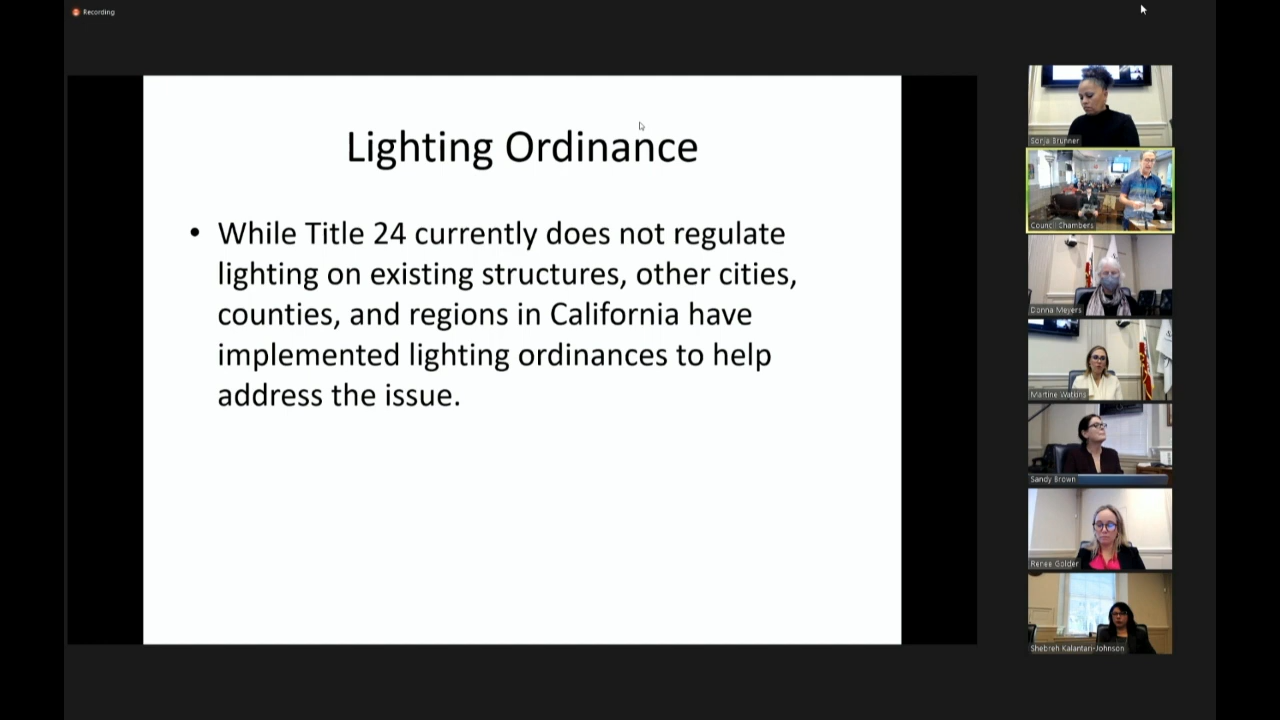 Recording
Lighting Ordinance
• While Title 24 currently does not regulate
lighting on existing structures, other cities,
counties, and regions in California have
implemented lighting ordinances to help
address the issue.
Sonja Brunner
Council Chambers
Donna Meyers
Martine Watkins
Sandy Brown
Renee Golder
Shebreh Kalantari-Johnson